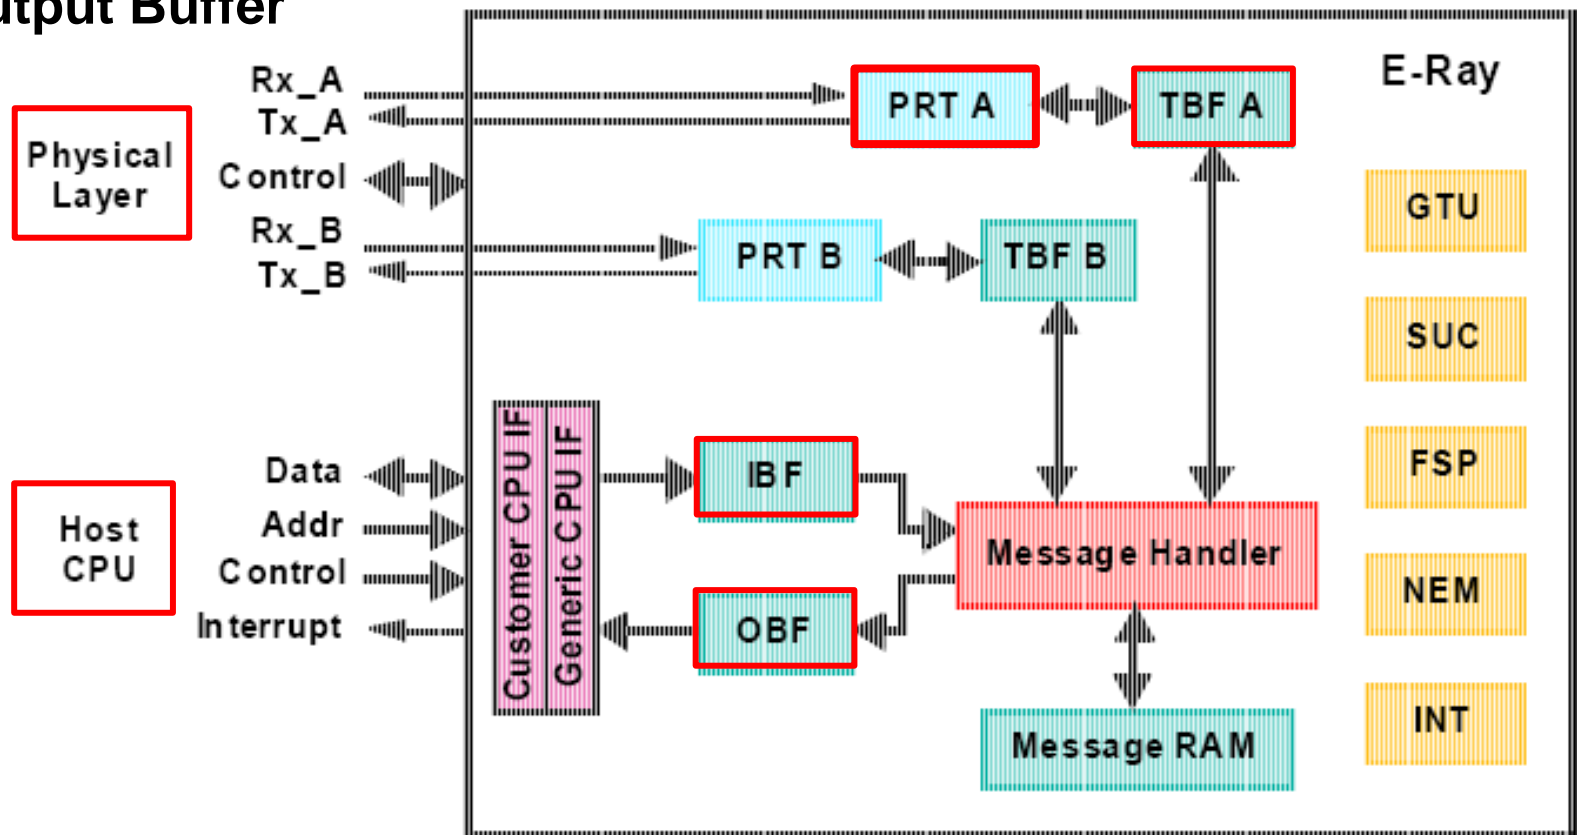 utput Buffer
E-Ray
Rx_A
Tx_A
Control
Rx_B
Tx_B
Physical
Layer
PRT A
TBF A
PRT B
TBF B
GTU
SUC
FSP
NEM
INT
Data
Addr
Control
Interrupt
Host
CPU
Customer CPU IF
Generic CPU IF
IBF
OBF
Message Handler
Message RAM